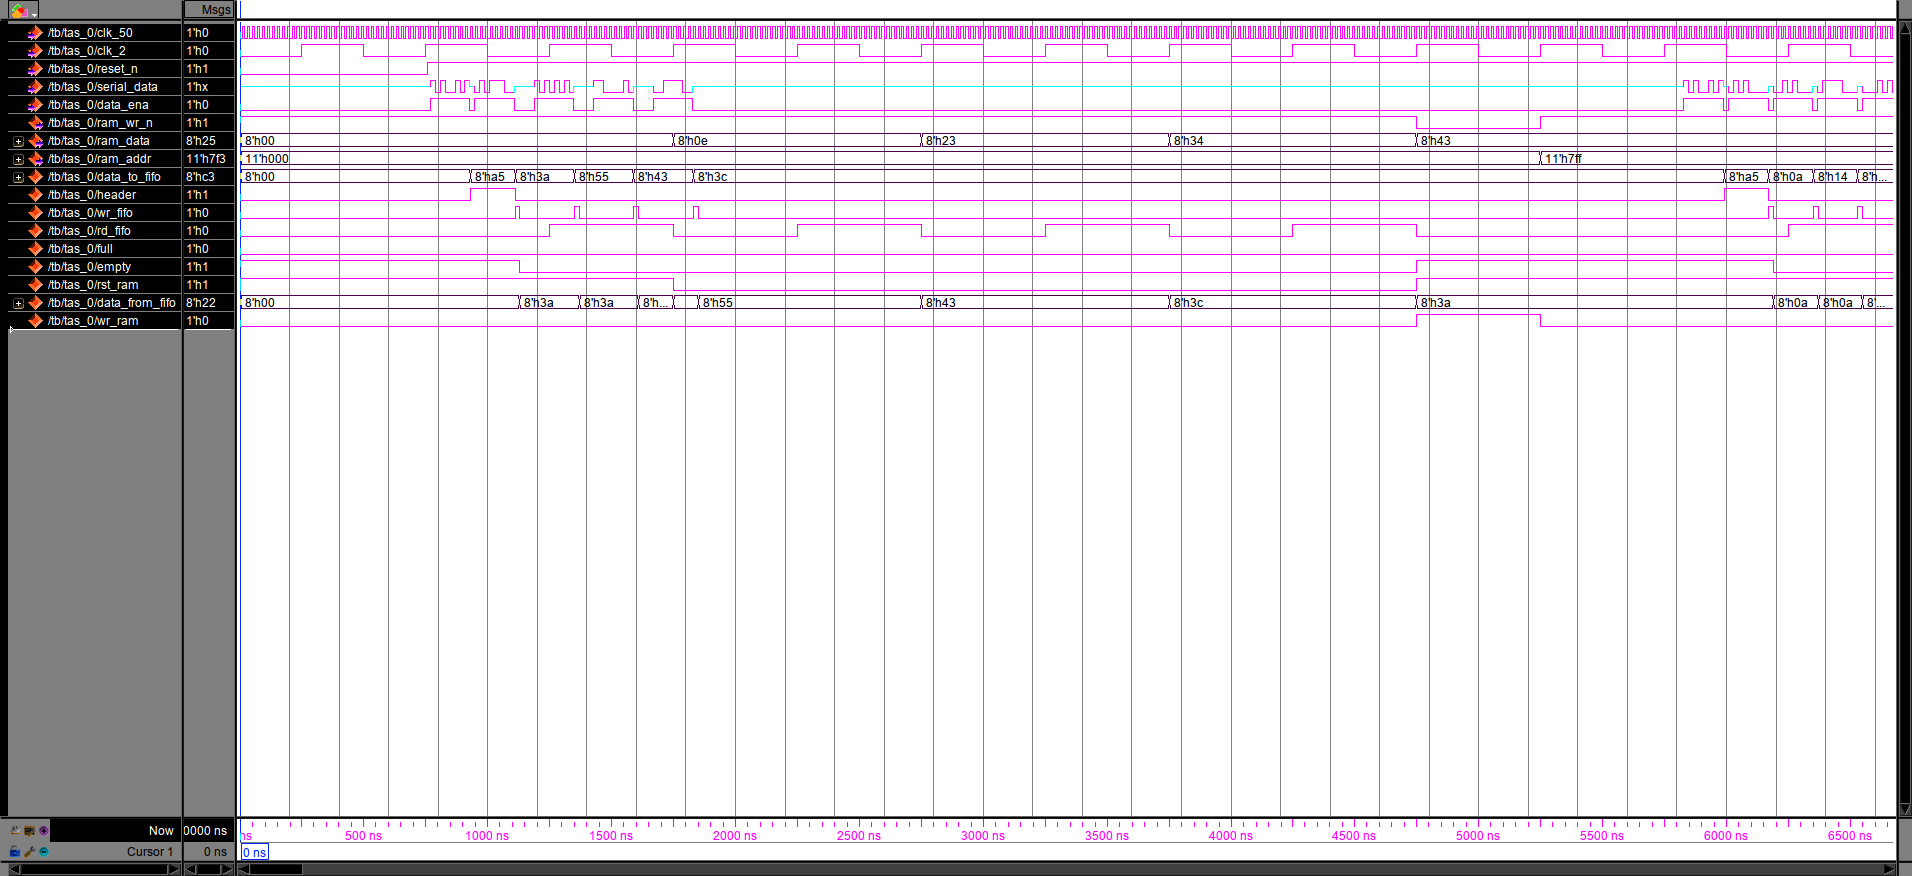 Msgs
/tb/tas_0/clk_50 1'h0
/tb/tas_0/clk_2 1'h0
/tb/tas_0/reset_n 1'h1
/tb/tas_0/serial_data 1'hx
/tb/tas_0/data_ena 1'h0
/tb/tas_0/ram_wr_n 1'h1
/tb/tas_0/ram_data 8'h25 8'h00 8'h0e 8'h23 8'h34 8'h43
/tb/tas_0/ram_addr 11'h7f3 11'h000 11'h7ff
/tb/tas_0/data_to_fifo 8'hc3 8'h00 8'ha5 8'h3a 8'h55 8'h43 8'h3c 8'ha5 8'h0a 8'h14 8'h...
/tb/tas_0/header 1'h1
/tb/tas_0/wr_fifo 1'h0
/tb/tas_0/rd_fifo 1'h0
/tb/tas_0/full 1'h0
/tb/tas_0/empty 1'h1
/tb/tas_0/rst_ram 1'h1
/tb/tas_0/data_from_fifo 8'h22 8'h00 8'h3a 8'h3a 8'h... 8'h55 8'h43 8'h3c 8'h3a 8'h0a 8'h0a 8'...
/tb/tas_0/wr_ram 1'h0
Now 0000 ns ns 500 ns 1000 ns 1500 ns 2000 ns 2500 ns 3000 ns 3500 ns 4000 ns 4500 ns 5000 ns 5500 ns 6000 ns 6500 ns
Cursor 1 0 ns 0 ns